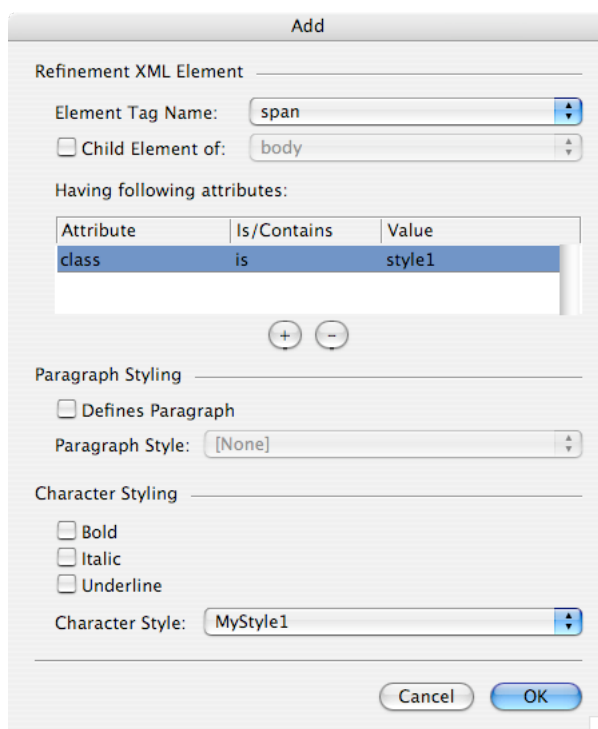 Add
Refinement XML Element
Element Tag Name: span
Child Element of: body
Having following attributes:
Attribute Is/Contains Value
class is style1
+ -
Paragraph Styling
Defines Paragraph
Paragraph Style: [None]
Character Styling
Bold
Italic
Underline
Character Style: MyStyle1
Cancel OK